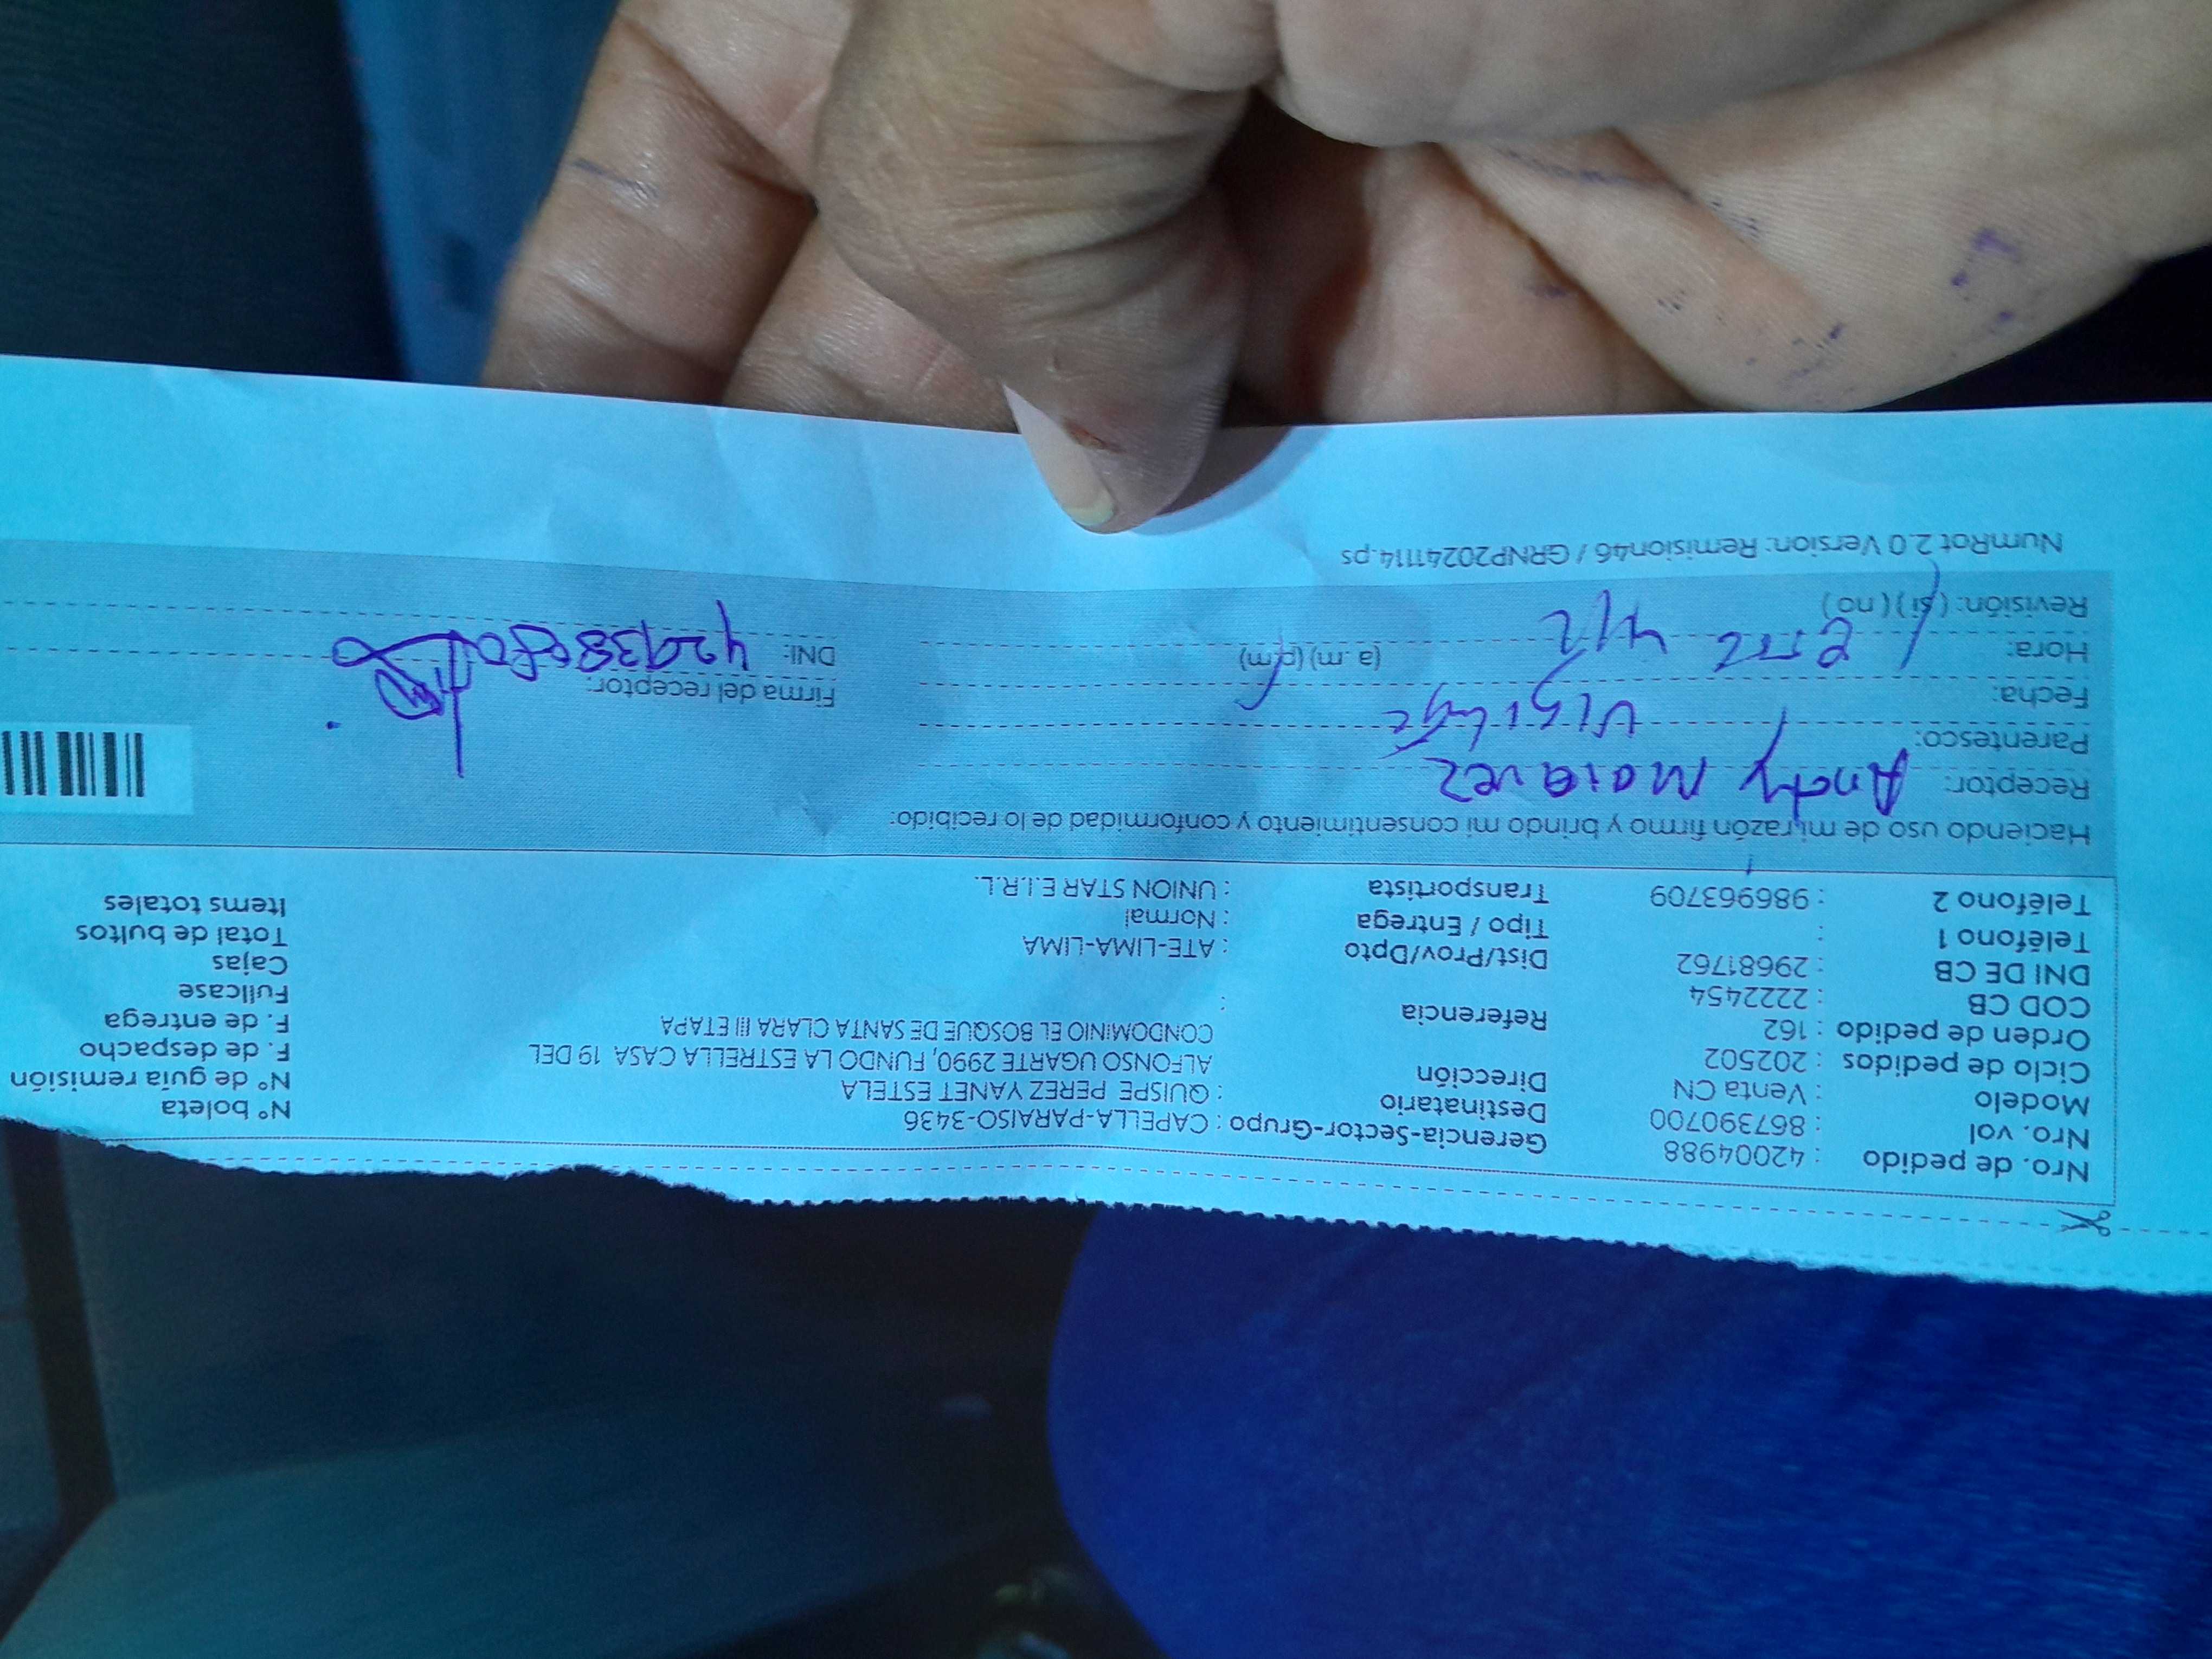 Nro. de pedido : 42004988 Gerencia-Sector-Grupo : CAPELLA-PARAISO-3436 N° boleta
Nro. vol : 867390700 Destinatario : QUISPE PEREZ YANET ESTELA N° de guía remisión
Modelo : Venta CN Dirección ALFONSO UGARTE 2990, FUNDO LA ESTRELLA CASA 19 DEL F. de despacho
Ciclo de pedidos : 202502 CONDOMINIO EL BOSQUE DE SANTA CLARA III ETAPA F. de entrega
Orden de pedido : 162 Referencia : Fullcase
COD CB : 2222454 Cajas
DNI DE CB : 29681762 Dist/Prov/Dpto : ATE-LIMA-LIMA Total de bultos
Teléfono 1 : Tipo / Entrega : Normal Items totales
Teléfono 2 : 986963709 Transportista : UNION STAR E.I.R.L.
Haciendo uso de mi razón firmo y brindo mi consentimiento y conformidad de lo recibido:
Receptor: Andy
Parentesco:
Fecha: Firma del receptor:
Hora: (a.m) (p.m) DNI:
Revisión: ( si ) ( no )
NumRot 2.0 Version: Remision46 / GRNP20241114.ps